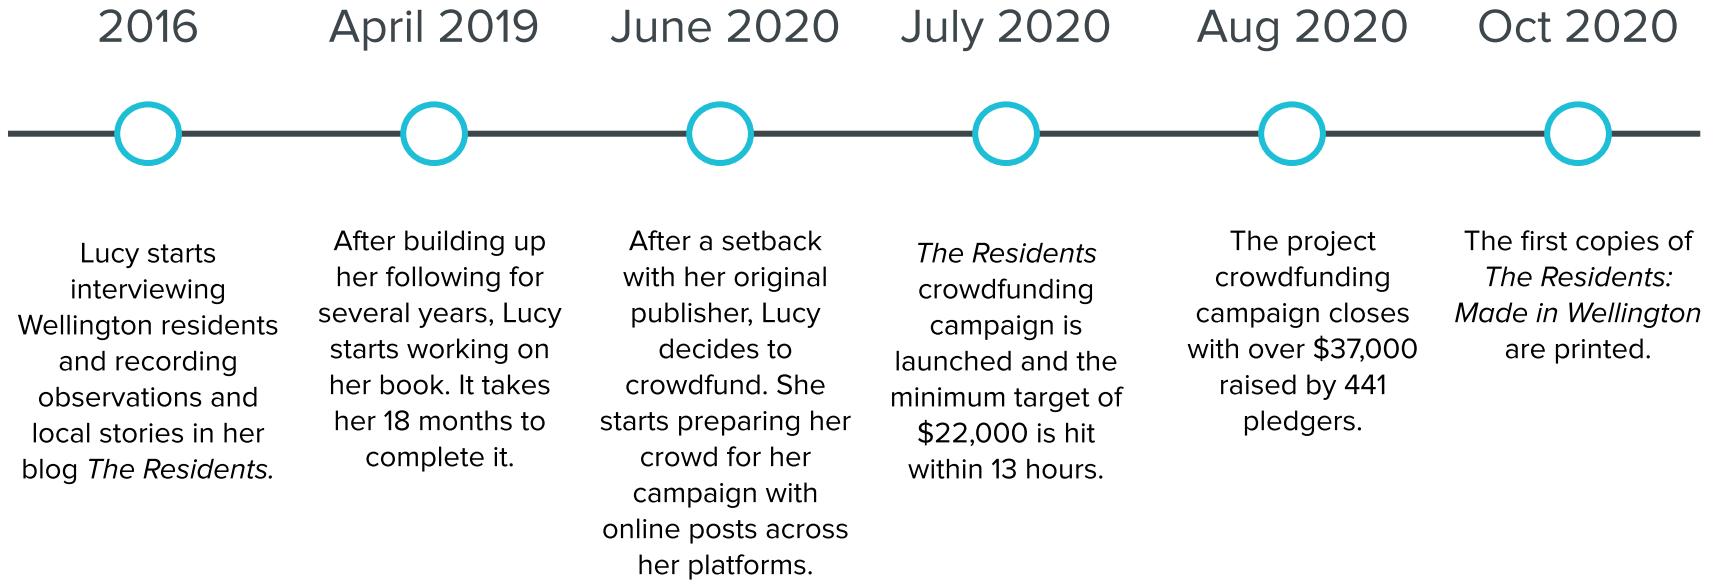 2016
Lucy starts
interviewing
Wellington residents
and recording
observations and
local stories in her
blog The Residents.
April 2019
After building up
her following for
several years, Lucy
starts working on
her book. It takes
her 18 months to
complete it.
June 2020
After a setback
with her original
publisher, Lucy
decides to
crowdfund. She
starts preparing her
crowd for her
campaign with
online posts across
her platforms.
July 2020
The Residents
crowdfunding
campaign is
launched and the
minimum target of
$22,000 is hit
within 13 hours.
Aug 2020
The project
crowdfunding
campaign closes
with over $37,000
raised by 441
pledgers.
Oct 2020
The first copies of
The Residents:
Made in Wellington
are printed.